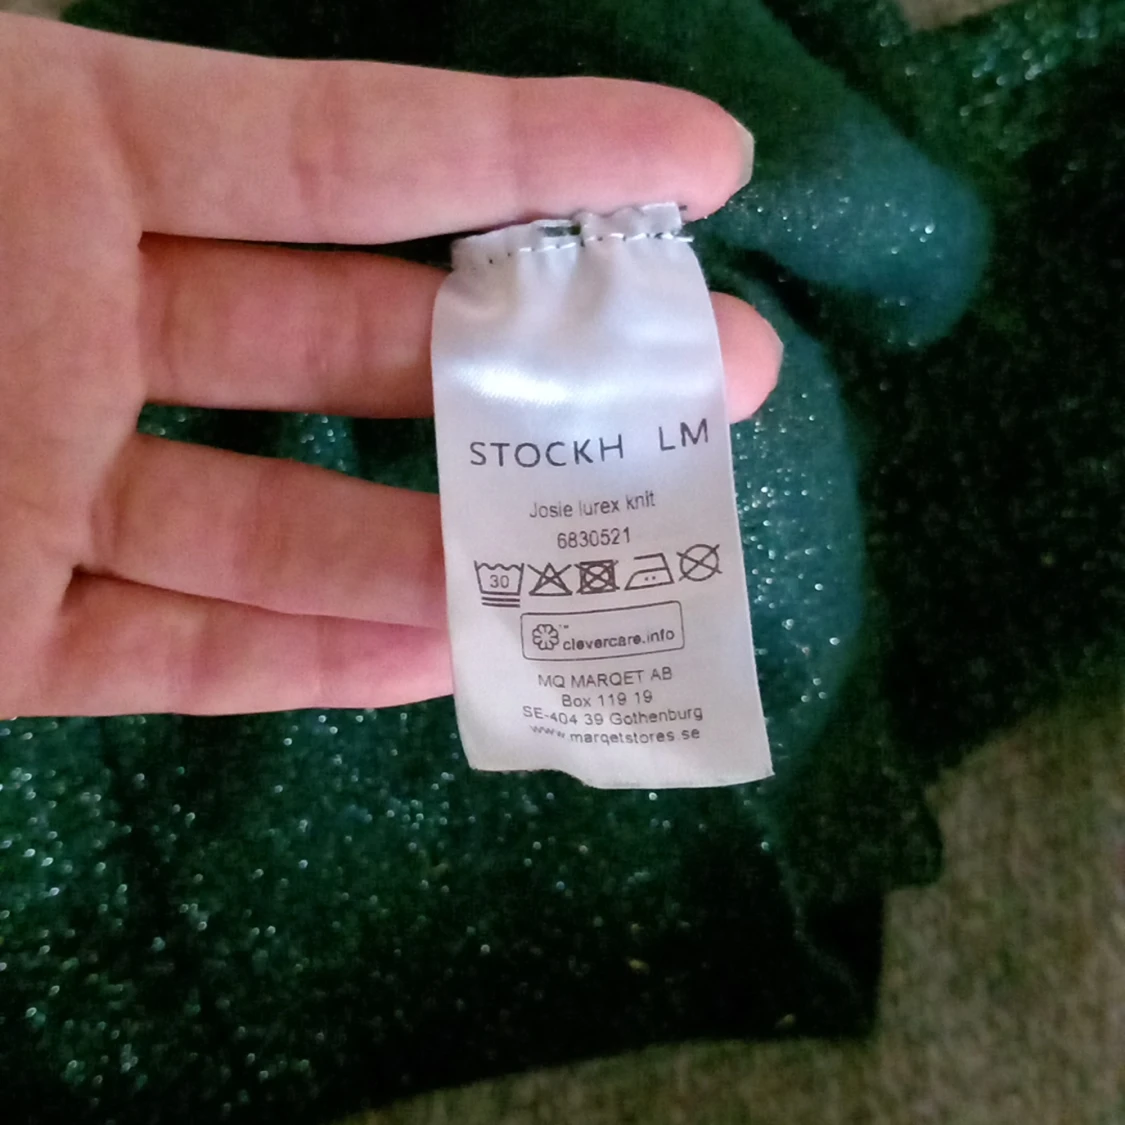 STOCKH LM
Josie lurex knit
6830521
30
clevercare.info
MQ MARQET AB
Box 119 19
SE-404 39 Gothenburg
www.marqetstores.se